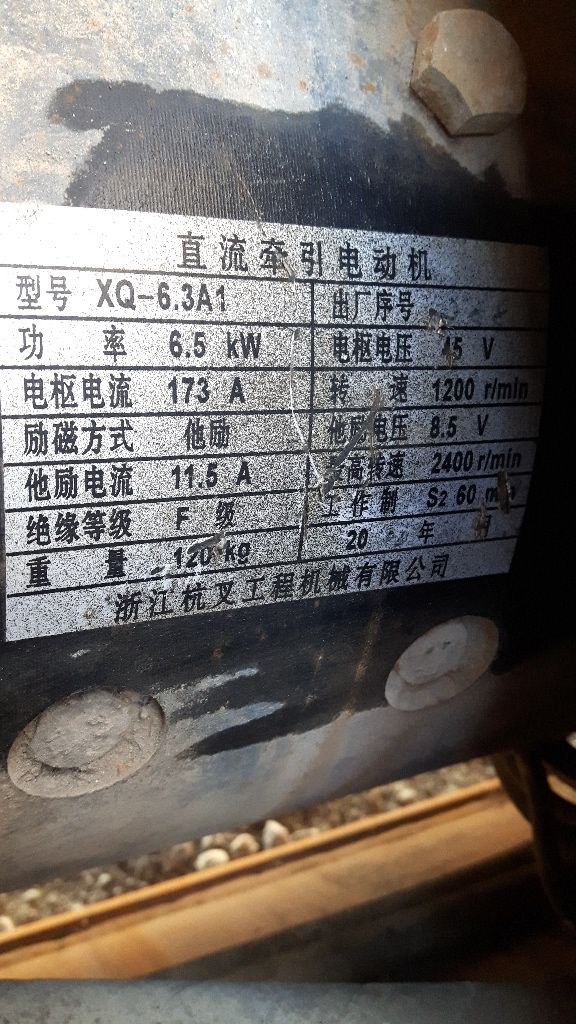 直流牵引电动机
型号 XQ-6.3A1 出厂序号
功 率 6.5 kW 电枢电压 45 V
电枢电流 173 A 转 速 1200 r/min
励磁方式 他励 他励电压 8.5 V
他励电流 11.5 A 最高转速 2400 r/min
绝缘等级 F 级 工作制 S2 60 min
重 量 120 kg 20 年 月
浙江杭叉工程机械有限公司